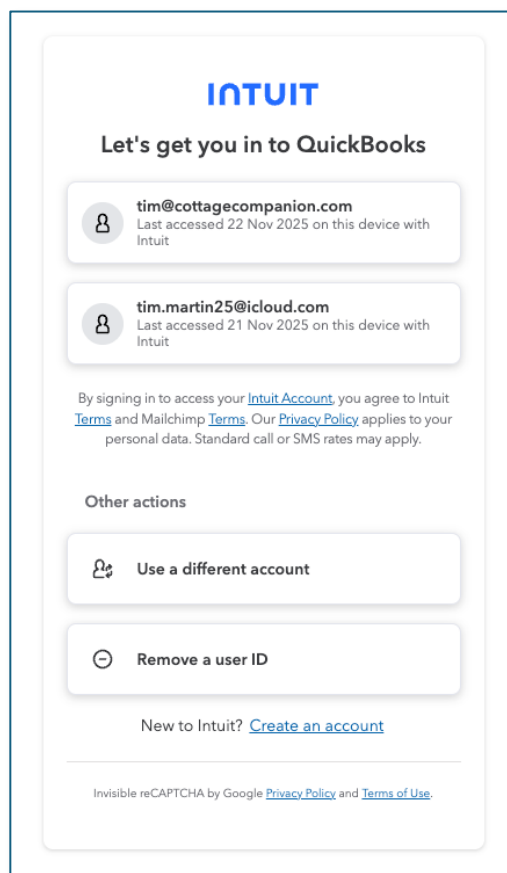 INTUIT
Let's get you in to QuickBooks
tim@cottagecompanion.com
Last accessed 22 Nov 2025 on this device with
Intuit
tim.martin25@icloud.com
Last accessed 21 Nov 2025 on this device with
Intuit
By signing in to access your Intuit Account, you agree to Intuit
Terms and Mailchimp Terms. Our Privacy Policy applies to your
personal data. Standard call or SMS rates may apply.
Other actions
Use a different account
Remove a user ID
New to Intuit? Create an account
Invisible reCAPTCHA by Google Privacy Policy and Terms of Use.